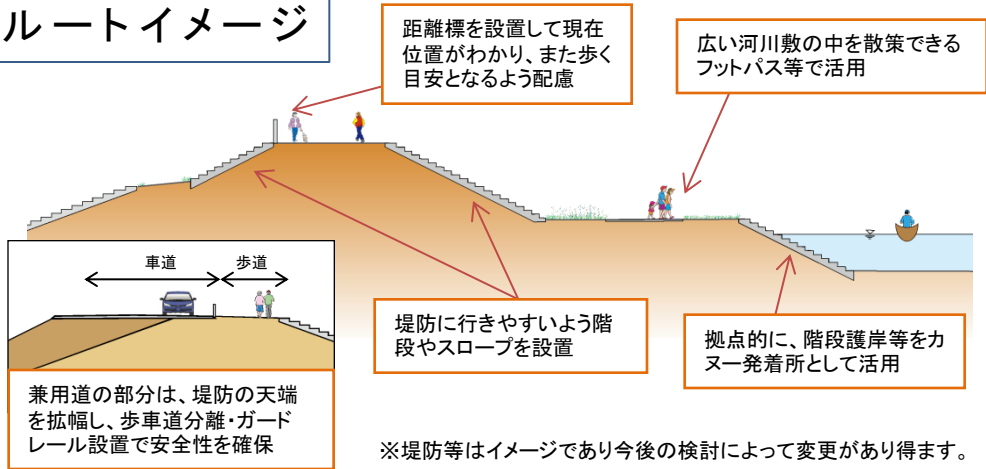 ルートイメージ
距離標を設置して現在
位置がわかり、また歩く
目安となるよう配慮
広い河川敷の中を散策できる
フットパス等で活用
車道
歩道
堤防に行きやすいよう階
段やスロープを設置
拠点的に、階段護岸等をカ
ヌー発着所として活用
兼用道の部分は、堤防の天端
を拡幅し、歩車道分離・ガード
レール設置で安全性を確保
※堤防等はイメージであり今後の検討によって変更があり得ます。